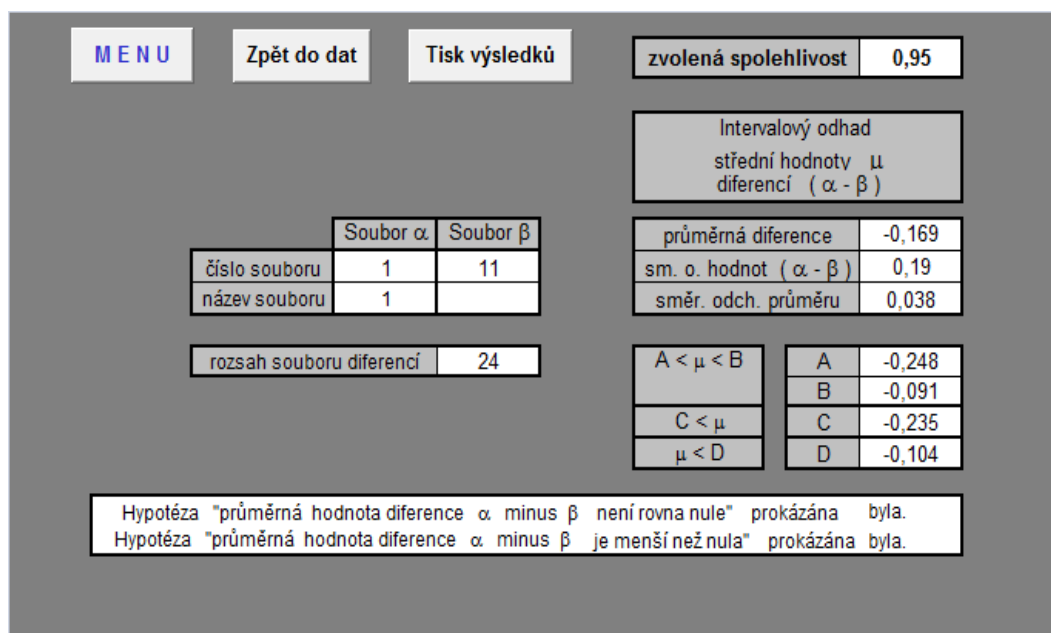 M E N U
Zpět do dat
Tisk výsledků
zvolená spolehlivost 0,95
Intervalový odhad
střední hodnoty μ
diferencí ( α - β )
Soubor α Soubor β
číslo souboru 1 11
název souboru 1
rozsah souboru diferencí 24
průměrná diference -0,169
sm. o. hodnot ( α - β ) 0,19
směr. odch. průměru 0,038
A < μ < B A -0,248
B -0,091
C < μ C -0,235
μ < D D -0,104
Hypotéza "průměrná hodnota diference α minus β není rovna nule" prokázána byla.
Hypotéza "průměrná hodnota diference α minus β je menší než nula" prokázána byla.